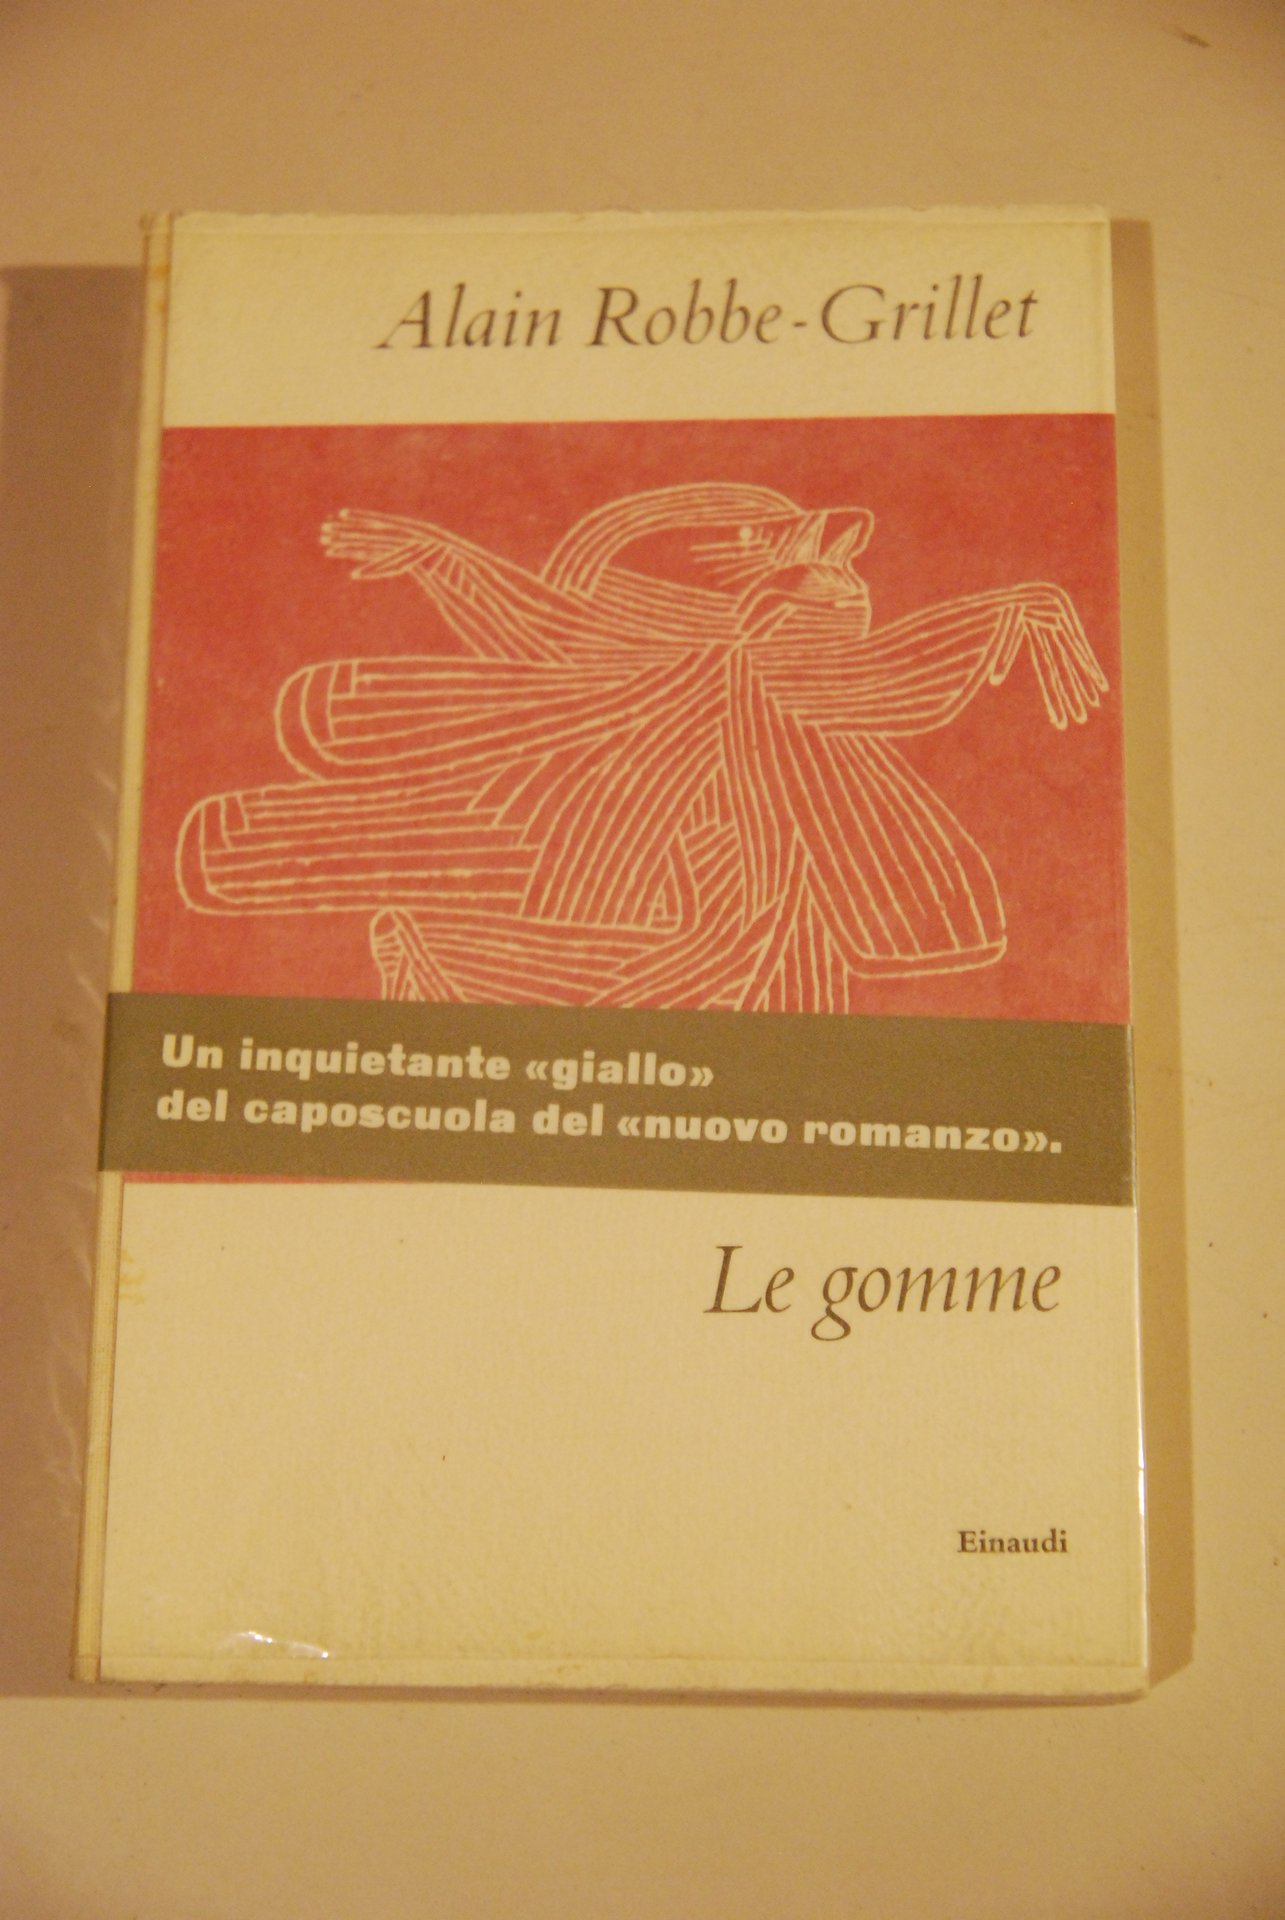 Alain Robbe-Grillet
Un inquietante «giallo»
del caposcuola del «nuovo romanzo».
Le gomme
Einaudi